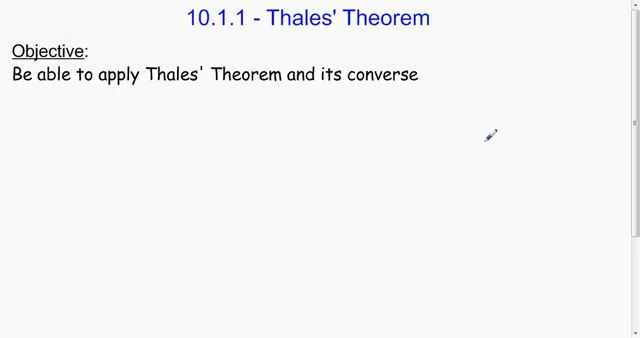 10.1.1 - Thales' Theorem
Objective:
Be able to apply Thales' Theorem and its converse